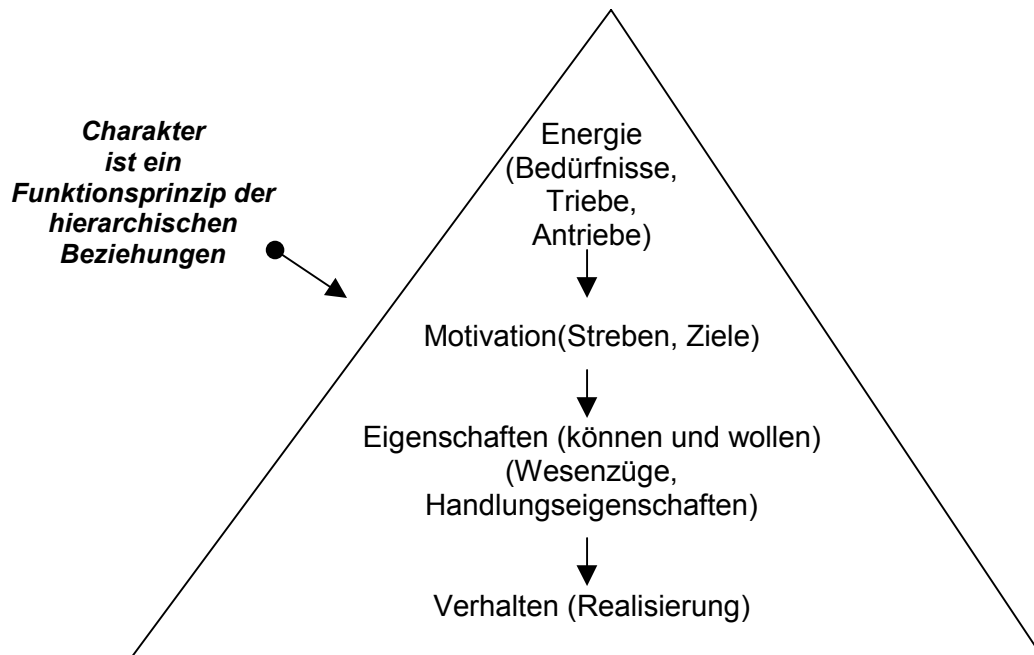 Charakter
ist ein
Funktionsprinzip der
hierarchischen
Beziehungen
Energie
(Bedürfnisse,
Triebe,
Antriebe)
Motivation(Streben, Ziele)
Eigenschaften (können und wollen)
(Wesenzüge,
Handlungseigenschaften)
Verhalten (Realisierung)